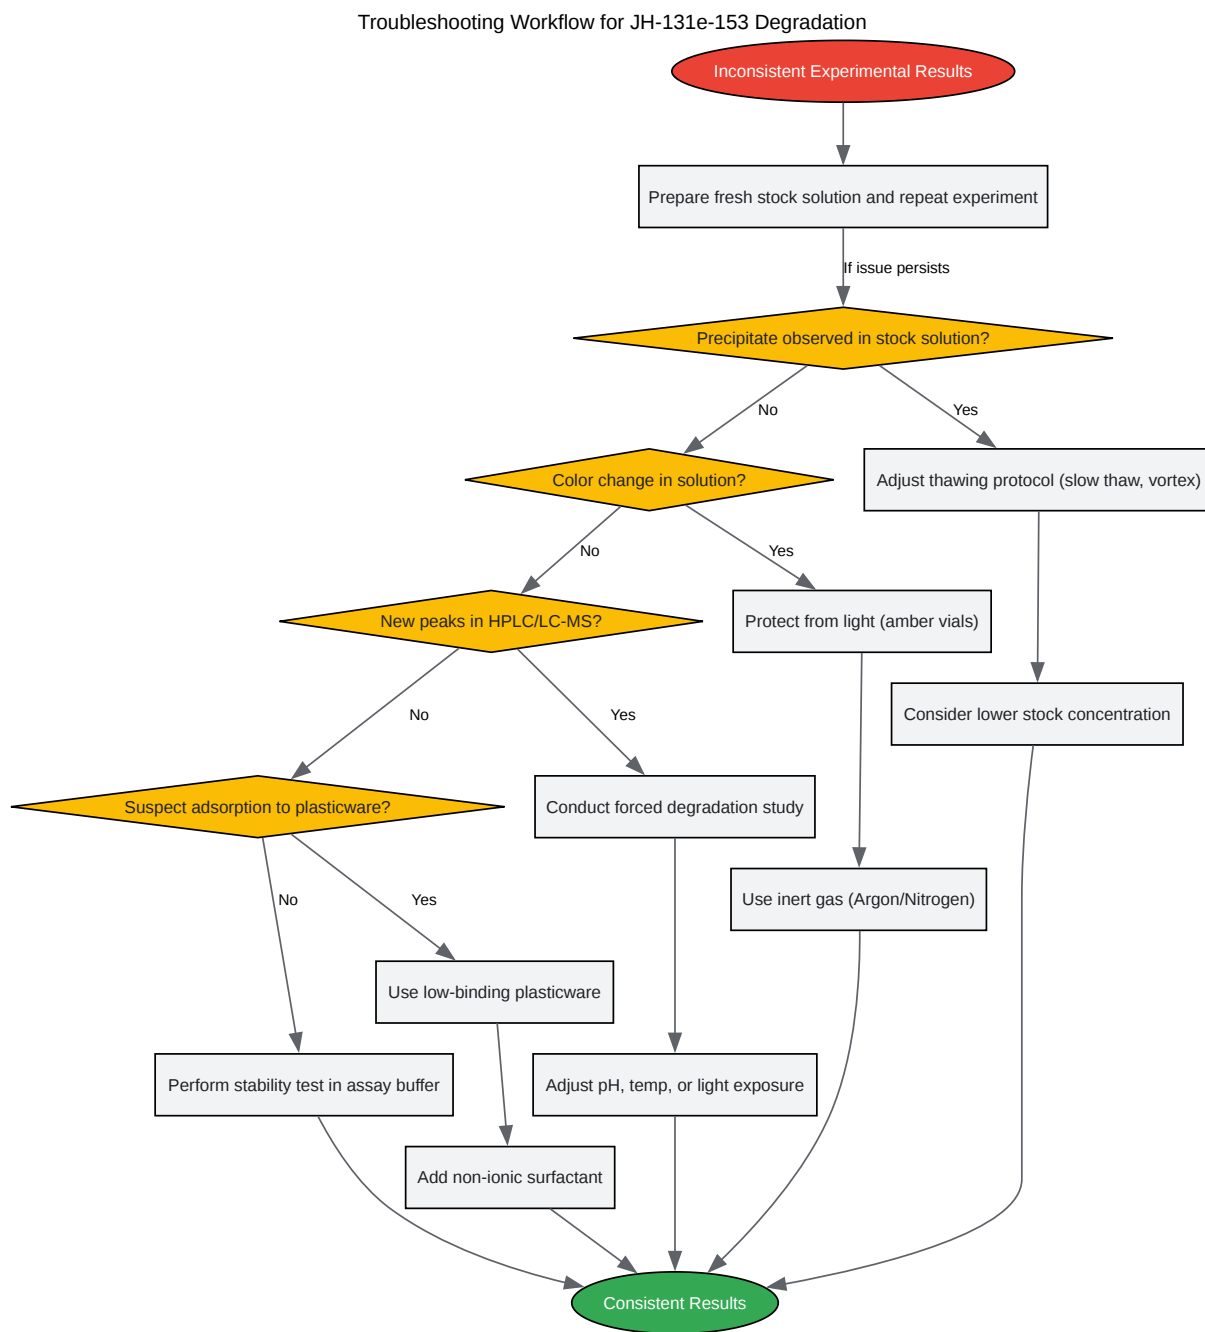 Troubleshooting Workflow for JH-131e-153 Degradation
Inconsistent Experimental Results
Prepare fresh stock solution and repeat experiment
If issue persists
Precipitate observed in stock solution?
No
Yes
Color change in solution?
Adjust thawing protocol (slow thaw, vortex)
No
Yes
New peaks in HPLC/LC-MS?
Protect from light (amber vials)
No
Yes
Consider lower stock concentration
Suspect adsorption to plasticware?
Conduct forced degradation study
No
Yes
Use inert gas (Argon/Nitrogen)
Use low-binding plasticware
Perform stability test in assay buffer
Adjust pH, temp, or light exposure
Add non-ionic surfactant
Consistent Results